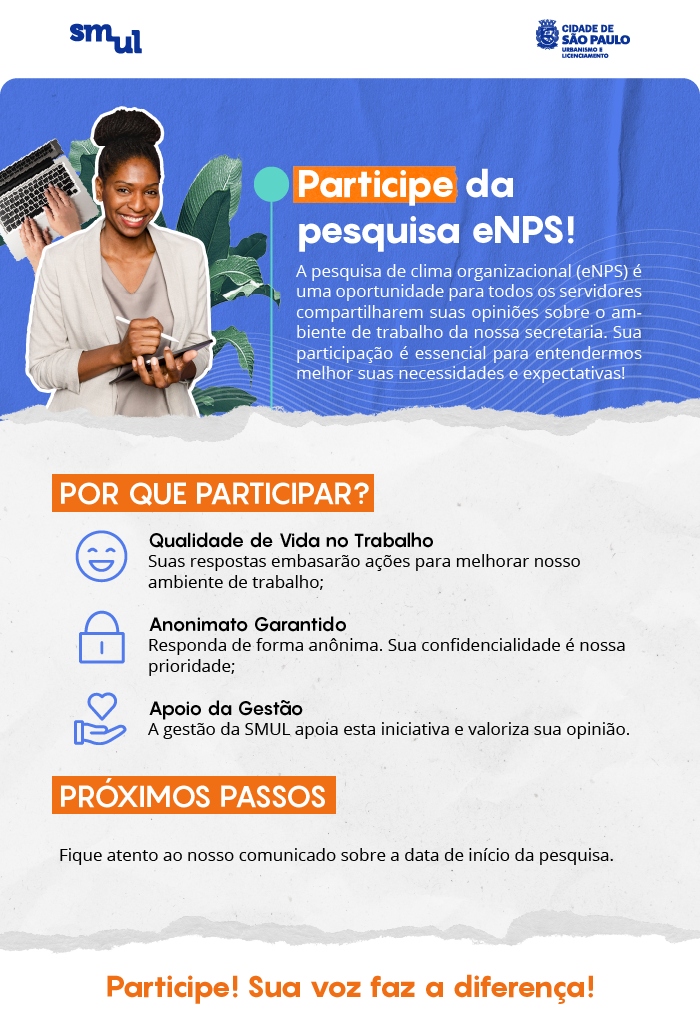 smul
CIDADE DE
SÃO PAULO
URBANISMO E
LICENCIAMENTO
Participe da
pesquisa eNPS!
A pesquisa de clima organizacional (eNPS) é
uma oportunidade para todos os servidores
compartilharem suas opiniões sobre o am-
biente de trabalho da nossa secretaria. Sua
participação é essencial para entendermos
melhor suas necessidades e expectativas!
POR QUE PARTICIPAR?
Qualidade de Vida no Trabalho
Suas respostas embasarão ações para melhorar nosso
ambiente de trabalho;
Anonimato Garantido
Responda de forma anônima. Sua confidencialidade é nossa
prioridade;
Apoio da Gestão
A gestão da SMUL apoia esta iniciativa e valoriza sua opinião.
PRÓXIMOS PASSOS
Fique atento ao nosso comunicado sobre a data de início da pesquisa.
Participe! Sua voz faz a diferença!